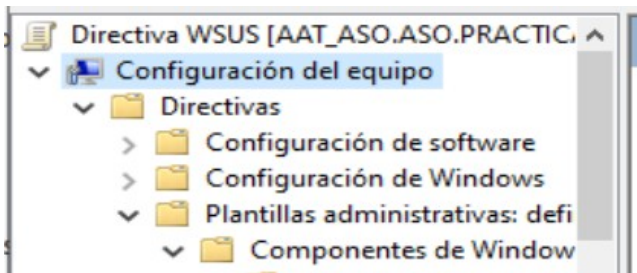 Directiva WSUS [AAT_ASO.ASO.PRACTIC
Configuración del equipo
Directivas
Configuración de software
Configuración de Windows
Plantillas administrativas: defi
Componentes de Window